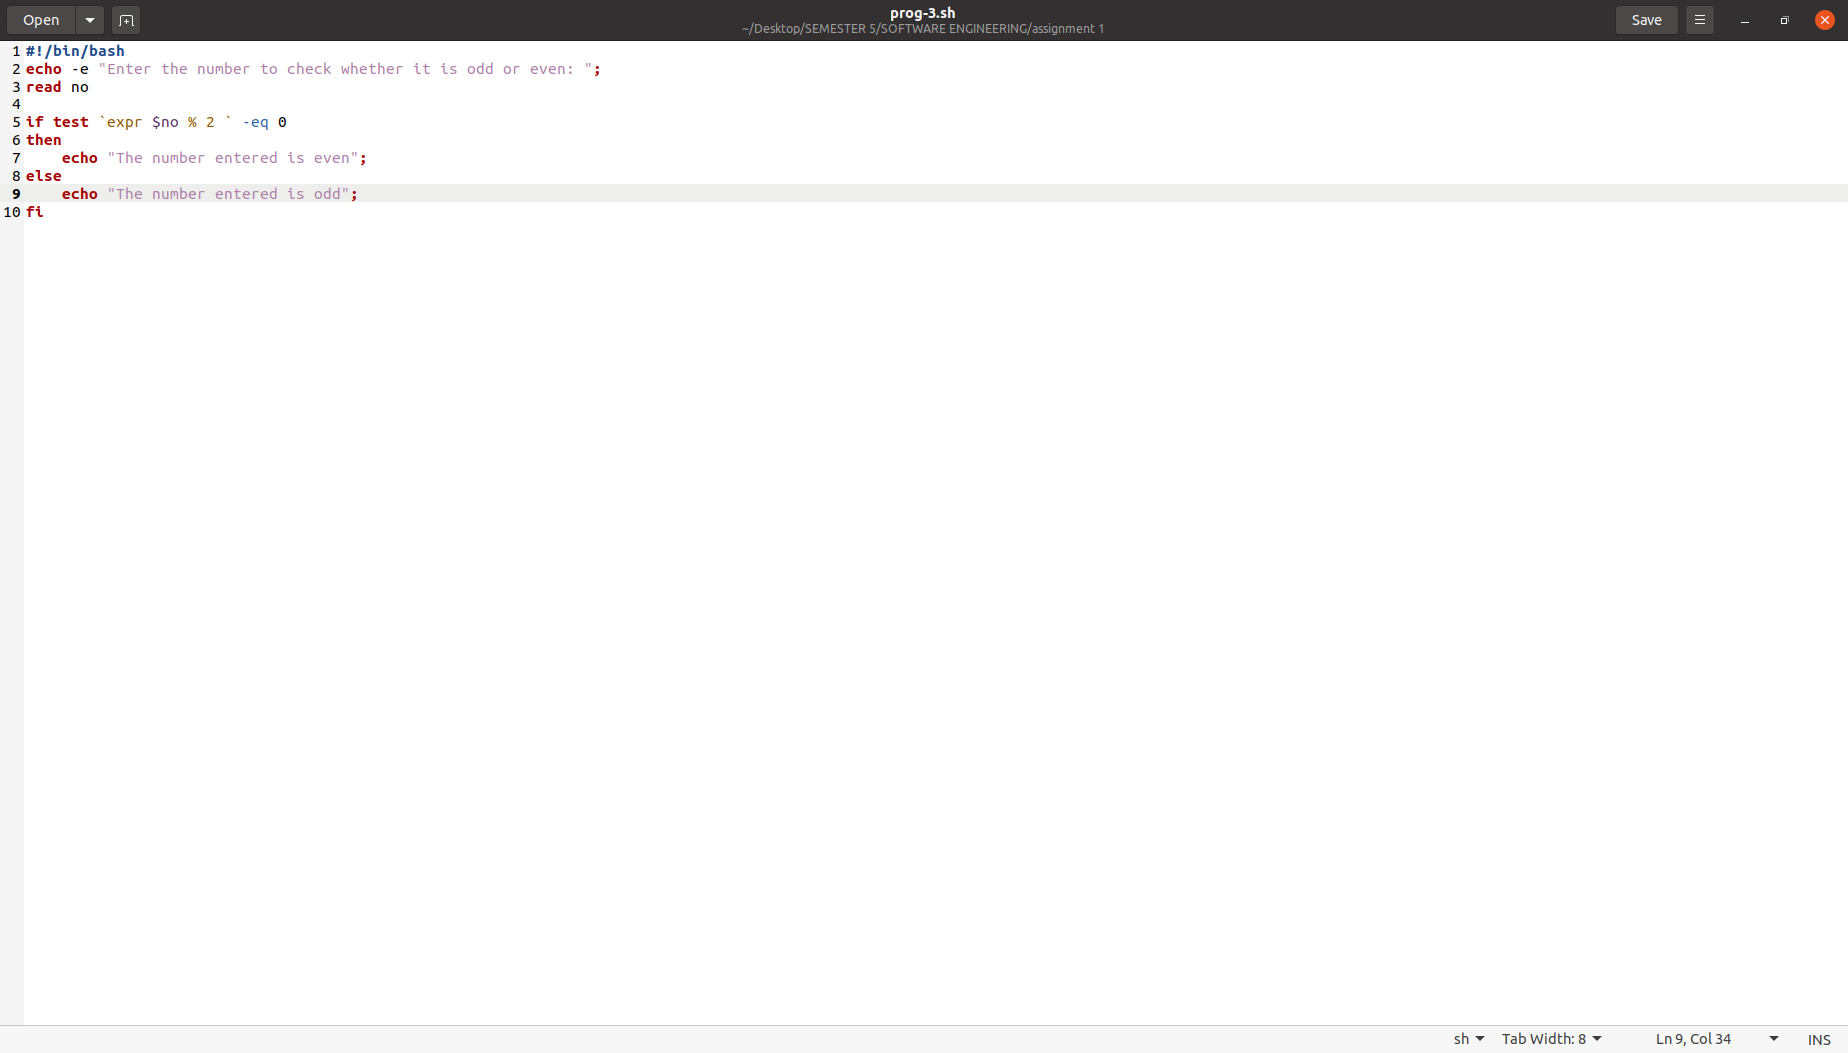 Open
prog-3.sh
~/Desktop/SEMESTER 5/SOFTWARE ENGINEERING/assignment 1
Save
1 #!/bin/bash
2 echo -e "Enter the number to check whether it is odd or even: ";
3 read no
4
5 if test `expr $no % 2 ` -eq 0
6 then
7     echo "The number entered is even";
8 else
9     echo "The number entered is odd";
10 fi
sh Tab Width: 8 Ln 9, Col 34 INS